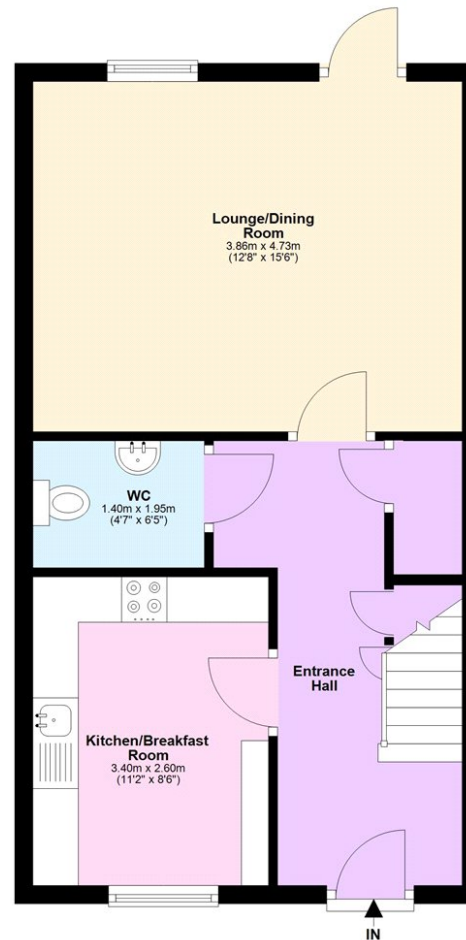 Lounge/Dining
Room
3.86m x 4.73m
(12'8" x 15'6")
WC
1.40m x 1.95m
(4'7" x 6'5")
Entrance
Hall
Kitchen/Breakfast
Room
3.40m x 2.60m
(11'2" x 8'6")
IN